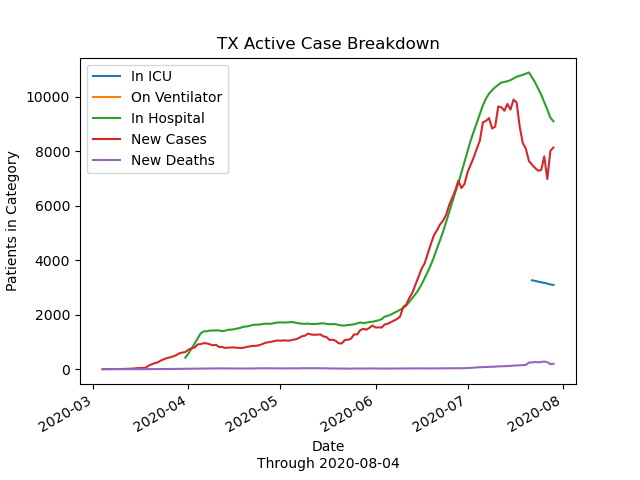 TX Active Case Breakdown
In ICU
On Ventilator
In Hospital
New Cases
New Deaths
Patients in Category
10000
8000
6000
4000
2000
0
2020-03
2020-04
2020-05
2020-06
2020-07
2020-08
Date
Through 2020-08-04